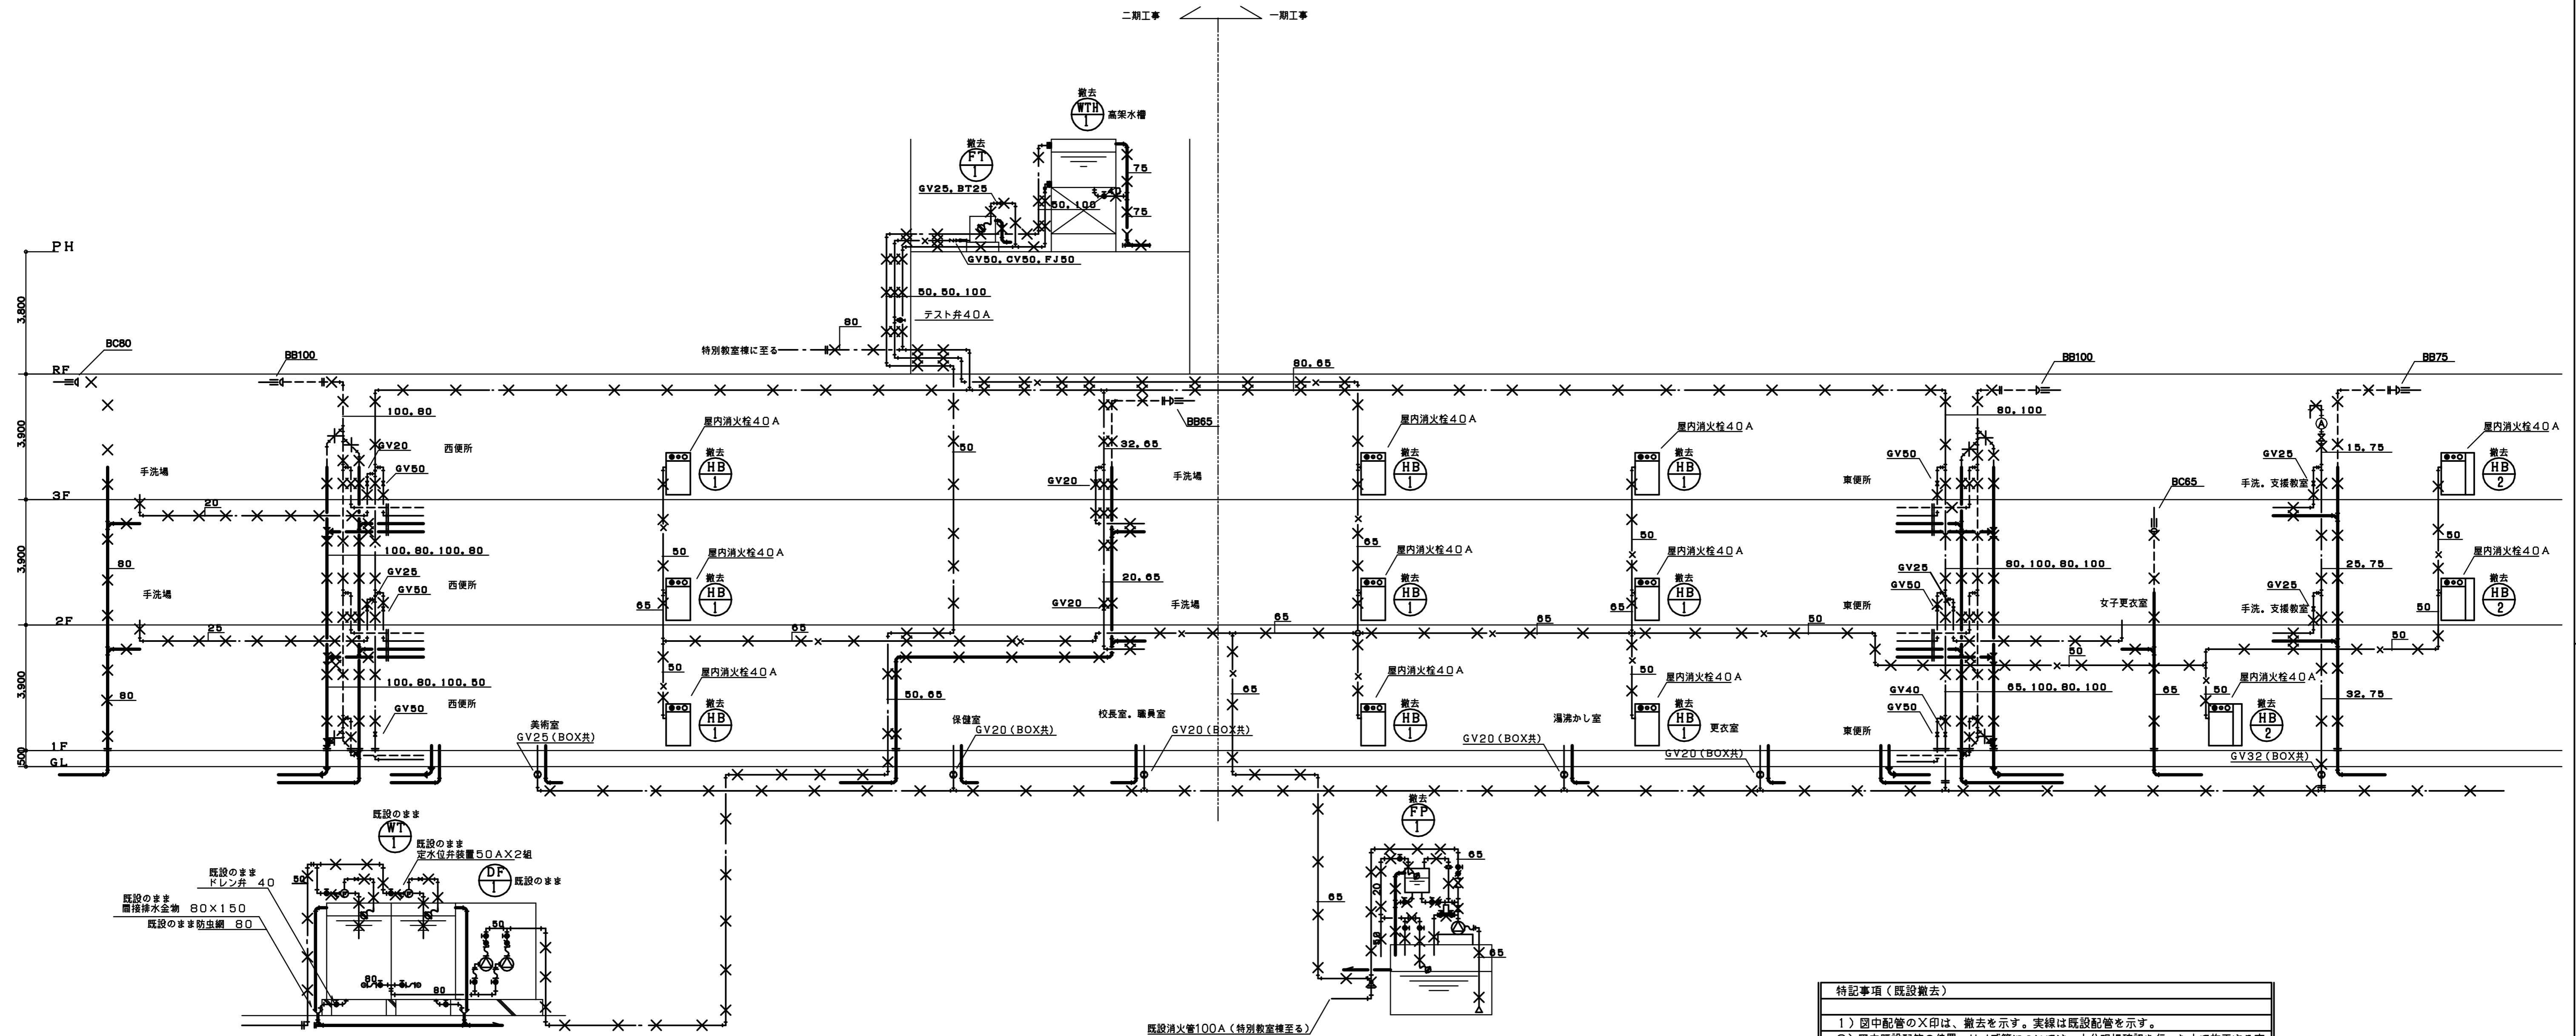 二期工事
一期工事
撤去
WTH
1
高架水槽
撤去
FT
1
GV25, BT25
75
50, 100
75
GV50, CV50, FJ50
PH
3,800
50, 50, 100
テスト弁40A
80
特別教室棟に至る
BC80
BB100
RF
80, 65
BB100
BB75
3,900
100, 80
GV20
西便所
GV50
手洗場
屋内消火栓40A
撤去
HB
1
50
BB65
32, 65
GV20
手洗場
屋内消火栓40A
撤去
HB
1
屋内消火栓40A
撤去
HB
1
80, 100
GV50
東便所
BC65
GV25
手洗。支援教室
15, 75
屋内消火栓40A
撤去
HB
2
3F
20
3,900
80
100, 80, 100, 80
GV25
西便所
GV50
手洗場
50
屋内消火栓40A
撤去
HB
1
65
20, 65
GV20
手洗場
65
屋内消火栓40A
撤去
HB
1
50
屋内消火栓40A
撤去
HB
1
65
GV25
GV50
80, 100, 80, 100
東便所
女子更衣室
GV25
手洗。支援教室
25, 75
50
屋内消火栓40A
撤去
HB
2
50
2F
25
65
65
65
50
50
50
3,900
80
100, 80, 100, 50
GV50
西便所
50
屋内消火栓40A
撤去
HB
1
50, 65
保健室
校長室。職員室
65
屋内消火栓40A
撤去
HB
1
湯沸かし室
50
屋内消火栓40A
撤去
HB
1
更衣室
GV40
GV50
65, 100, 80, 100
東便所
65
50
屋内消火栓40A
撤去
HB
2
32, 75
1F
500
GL
美術室
GV25(BOX共)
GV20(BOX共)
GV20(BOX共)
GV20(BOX共)
GV20(BOX共)
GV32(BOX共)
既設のまま
WT
1
既設のまま
定水位弁装置50AX2組
DF
1
既設のまま
既設のまま
ドレン弁 40
50
既設のまま
間接排水金物 80×150
既設のまま防虫網 80
50
80
80
撤去
FP
1
65
20
50
65
65
既設消火管100A(特別教室棟至る)
特記事項(既設撤去)
1)図中配管のX印は、撤去を示す。実線は既設配管を示す。